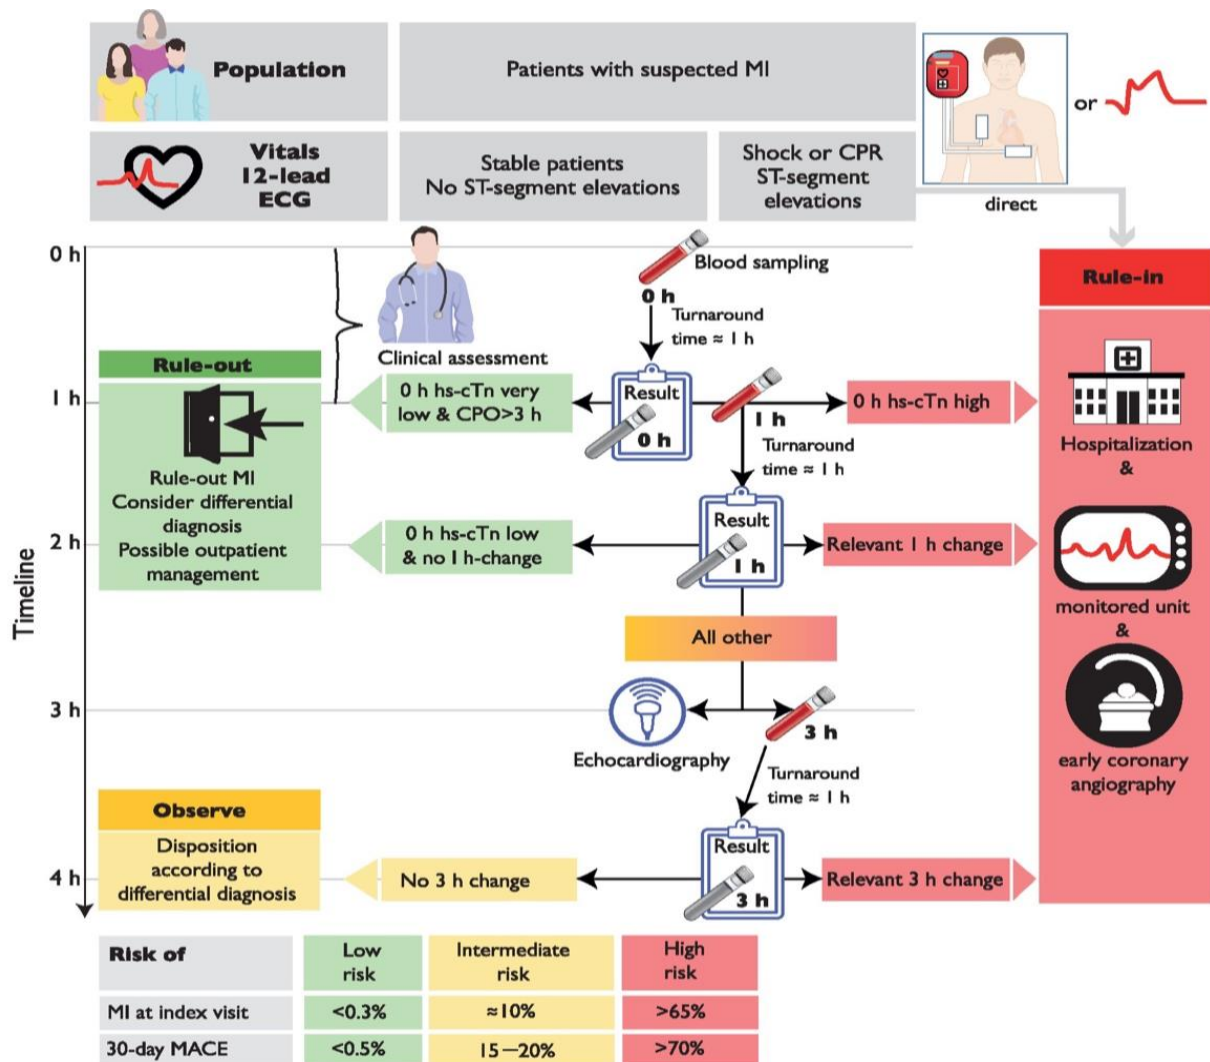 Population
Patients with suspected MI
or
Vitals
12-lead
ECG
Stable patients
No ST-segment elevations
Shock or CPR
ST-segment
elevations
direct
Timeline
0 h
Blood sampling
0 h
Turnaround
time ≈ 1 h
Clinical assessment
Rule-in
Rule-out
1 h
0 h hs-cTn very
low & CPO>3 h
Result
0 h
1 h
0 h hs-cTn high
Turnaround
time ≈ 1 h
Hospitalization
&
Rule-out MI
Consider differential
diagnosis
Possible outpatient
management
2 h
0 h hs-cTn low
& no 1 h-change
Result
1 h
Relevant 1 h change
monitored unit
&
All other
3 h
Echocardiography
3 h
early coronary
angiography
Turnaround
time ≈ 1 h
Observe
Disposition
according to
differential diagnosis
4 h
No 3 h change
Result
3 h
Relevant 3 h change
Risk of
Low
risk
Intermediate
risk
High
risk
MI at index visit
<0.3%
≈10%
>65%
30-day MACE
<0.5%
15—20%
>70%